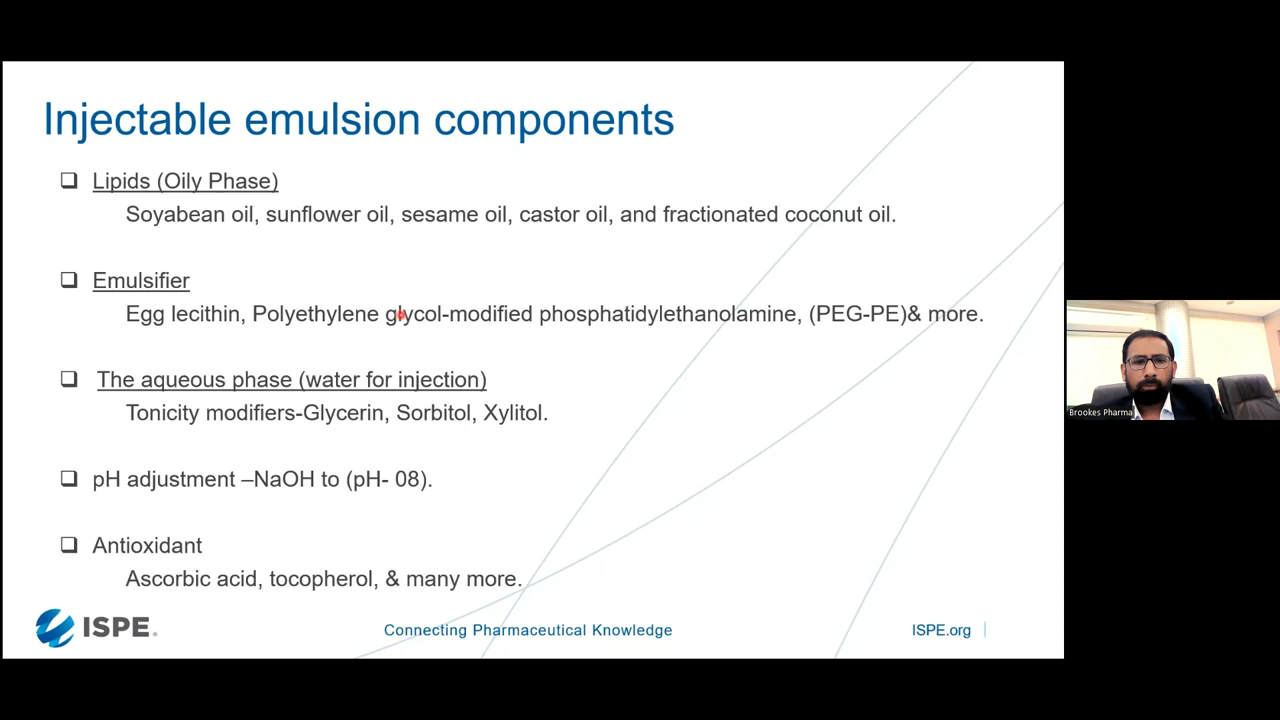 Injectable emulsion components
❑ Lipids (Oily Phase)
Soyabean oil, sunflower oil, sesame oil, castor oil, and fractionated coconut oil.
❑ Emulsifier
Egg lecithin, Polyethylene glycol-modified phosphatidylethanolamine, (PEG-PE)& more.
❑ The aqueous phase (water for injection)
Tonicity modifiers-Glycerin, Sorbitol, Xylitol.
❑ pH adjustment –NaOH to (pH- 08).
❑ Antioxidant
Ascorbic acid, tocopherol, & many more.
ISPE®
Connecting Pharmaceutical Knowledge
ISPE.org
Brookes Pharma